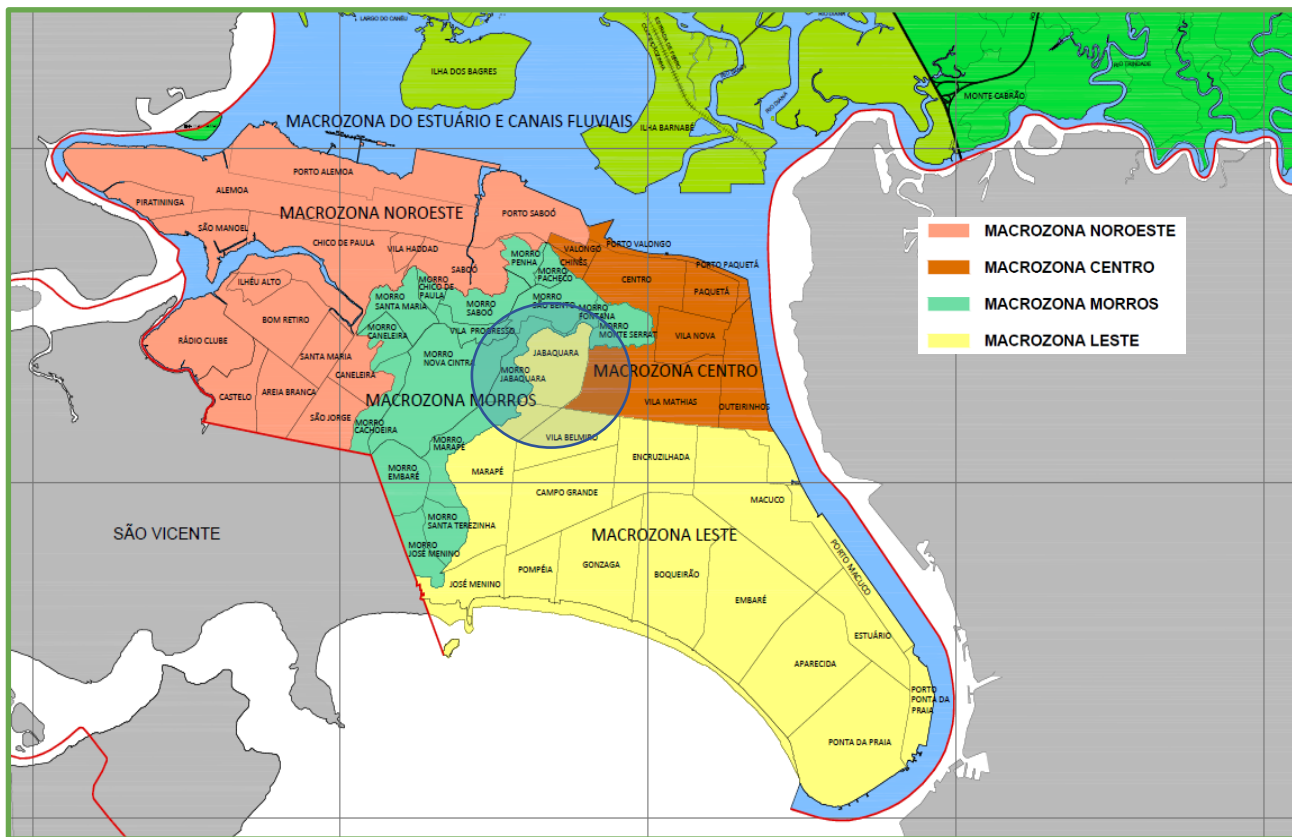 LARGO DO CANÉU
RIO DIANA
ILHA DOS BAGRES
RIO DIANA
RIO TRINDADE
MONTE CABRÃO
MACROZONA DO ESTUÁRIO E CANAIS FLUVIAIS
ILHA BARNABÉ
PORTO ALEMOA
ALEMOA
PIRATININGA
MACROZONA NOROESTE
PORTO SABOÓ
SÃO MANOEL
CHICO DE PAULA
VILA HADDAD
SABOÓ
MORRO
PENHA
VALONGO
CHINÊS
PORTO VALONGO
MORRO
PACHECO
CENTRO
PORTO PAQUETÁ
PAQUETÁ
ILHÉU ALTO
BOM RETIRO
RÁDIO CLUBE
SANTA MARIA
CANELEIRA
CASTELO
AREIA BRANCA
SÃO JORGE
MORRO
SANTA MARIA
MORRO
CHICO DE
PAULA
MORRO
SABOÓ
MORRO
SÃO BENTO
MORRO
FONTANA
MORRO
MONTE SERRAT
MORRO
CANELEIRA
VILA PROGRESSO
MORRO
NOVA CINTRA
JABAQUARA
MORRO
JABAQUARA
VILA NOVA
MACROZONA CENTRO
MACROZONA MORROS
VILA MATHIAS
OUTEIRINHOS
MORRO
CACHOEIRA
MORRO
MARAPÉ
VILA BELMIRO
MORRO
EMBARÉ
MARAPÉ
ENCRUZILHADA
CAMPO GRANDE
MACUCO
MORRO
SANTA TEREZINHA
MACROZONA LESTE
SÃO VICENTE
MORRO
JOSÉ MENINO
JOSÉ MENINO
POMPÉIA
GONZAGA
BOQUEIRÃO
PORTO MACUCO
EMBARÉ
ESTUÁRIO
APARECIDA
PORTO
PONTA DA
PRAIA
PONTA DA PRAIA
MACROZONA NOROESTE
MACROZONA CENTRO
MACROZONA MORROS
MACROZONA LESTE